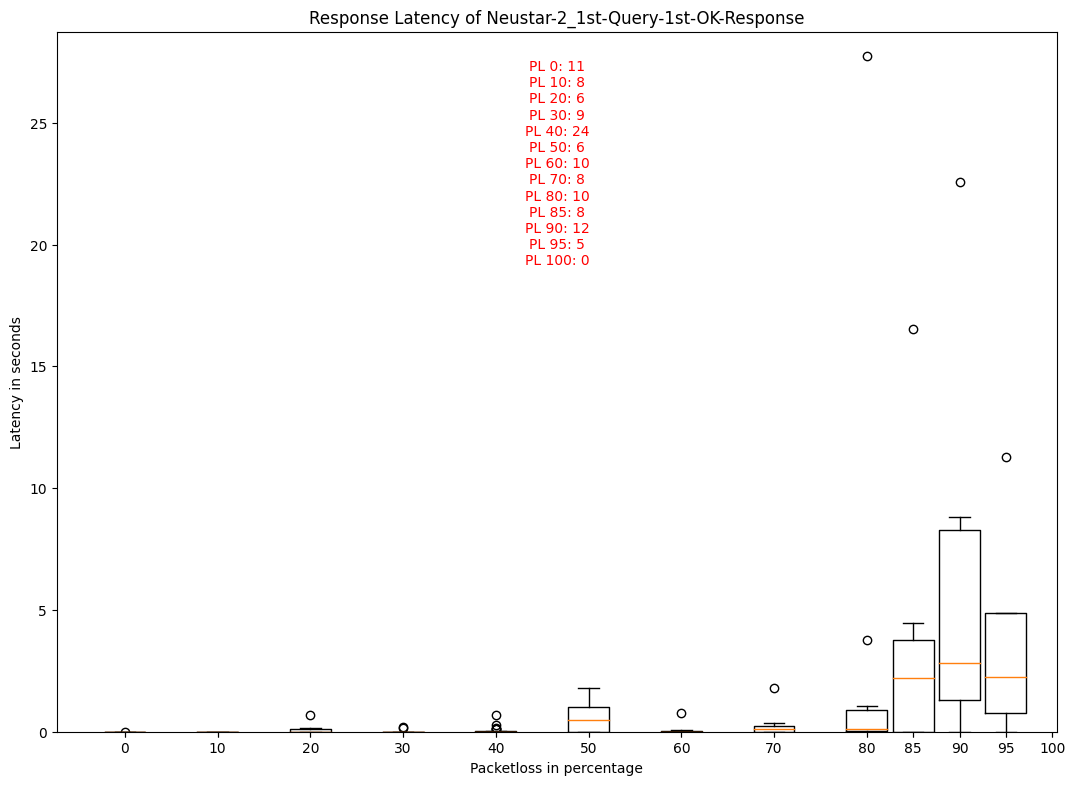 Response Latency of Neustar-2_1st-Query-1st-OK-Response
PL 0: 11
PL 10: 8
PL 20: 6
PL 30: 9
PL 40: 24
PL 50: 6
PL 60: 10
PL 70: 8
PL 80: 10
PL 85: 8
PL 90: 12
PL 95: 5
PL 100: 0
Latency in seconds
25
20
15
10
5
0
0 10 20 30 40 50 60 70 80 85 90 95 100
Packetloss in percentage